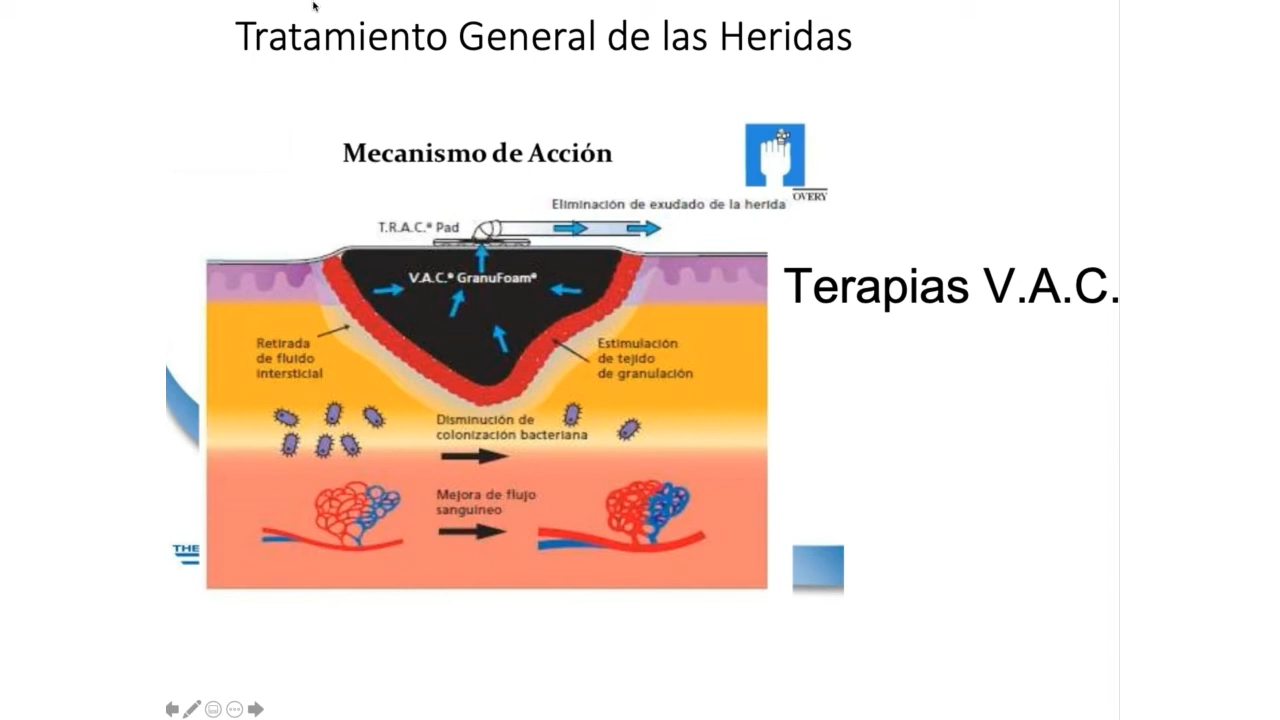 Tratamiento General de las Heridas
Mecanismo de Acción
OVERY
Eliminación de exudado de la herida
T.R.A.C.® Pad
V.A.C.® GranuFoam®
Terapias V.A.C.
Retirada
de fluido
intersticial
Estimulación
de tejido
de granulación
Disminución de
colonización bacteriana
Mejora de flujo
sanguíneo
THE